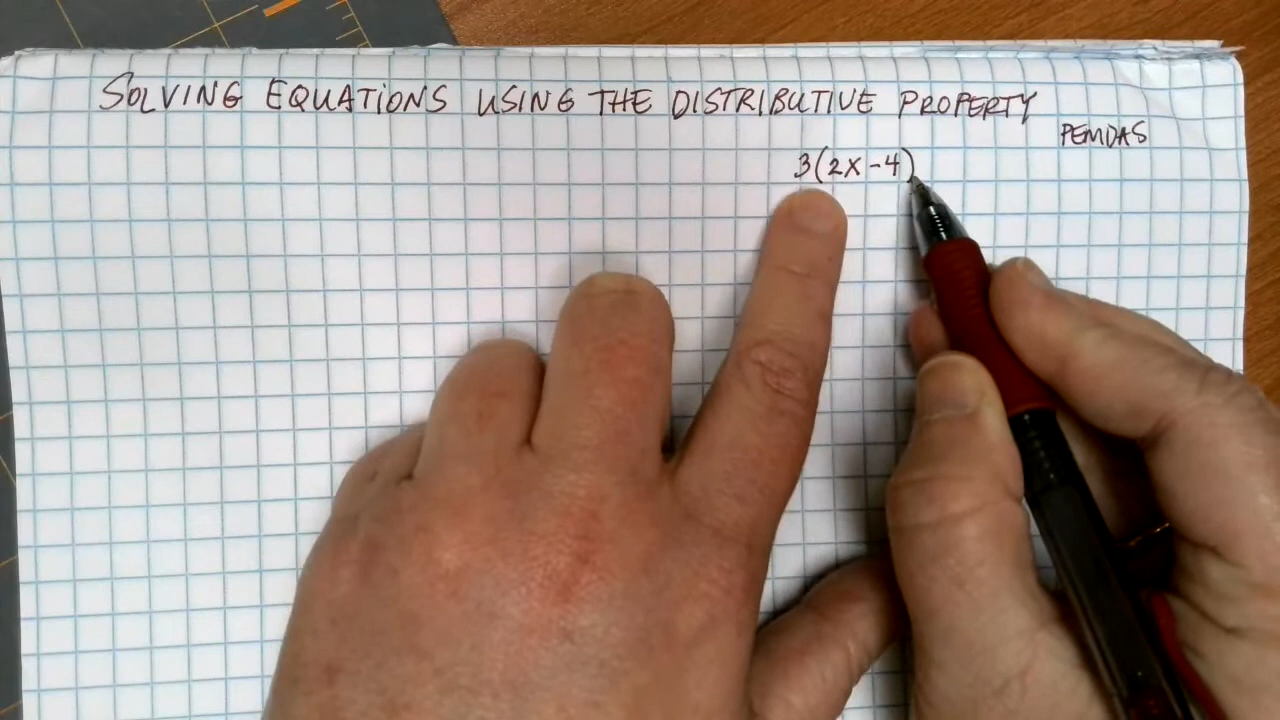 SOLVING EQUATIONS USING THE DISTRIBUTIVE PROPERTY
PEMDAS
3(2x-4)